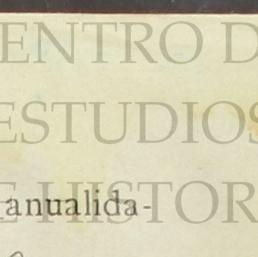 ENTRO D
ESTUDIOS
E HISTOR
anualida-